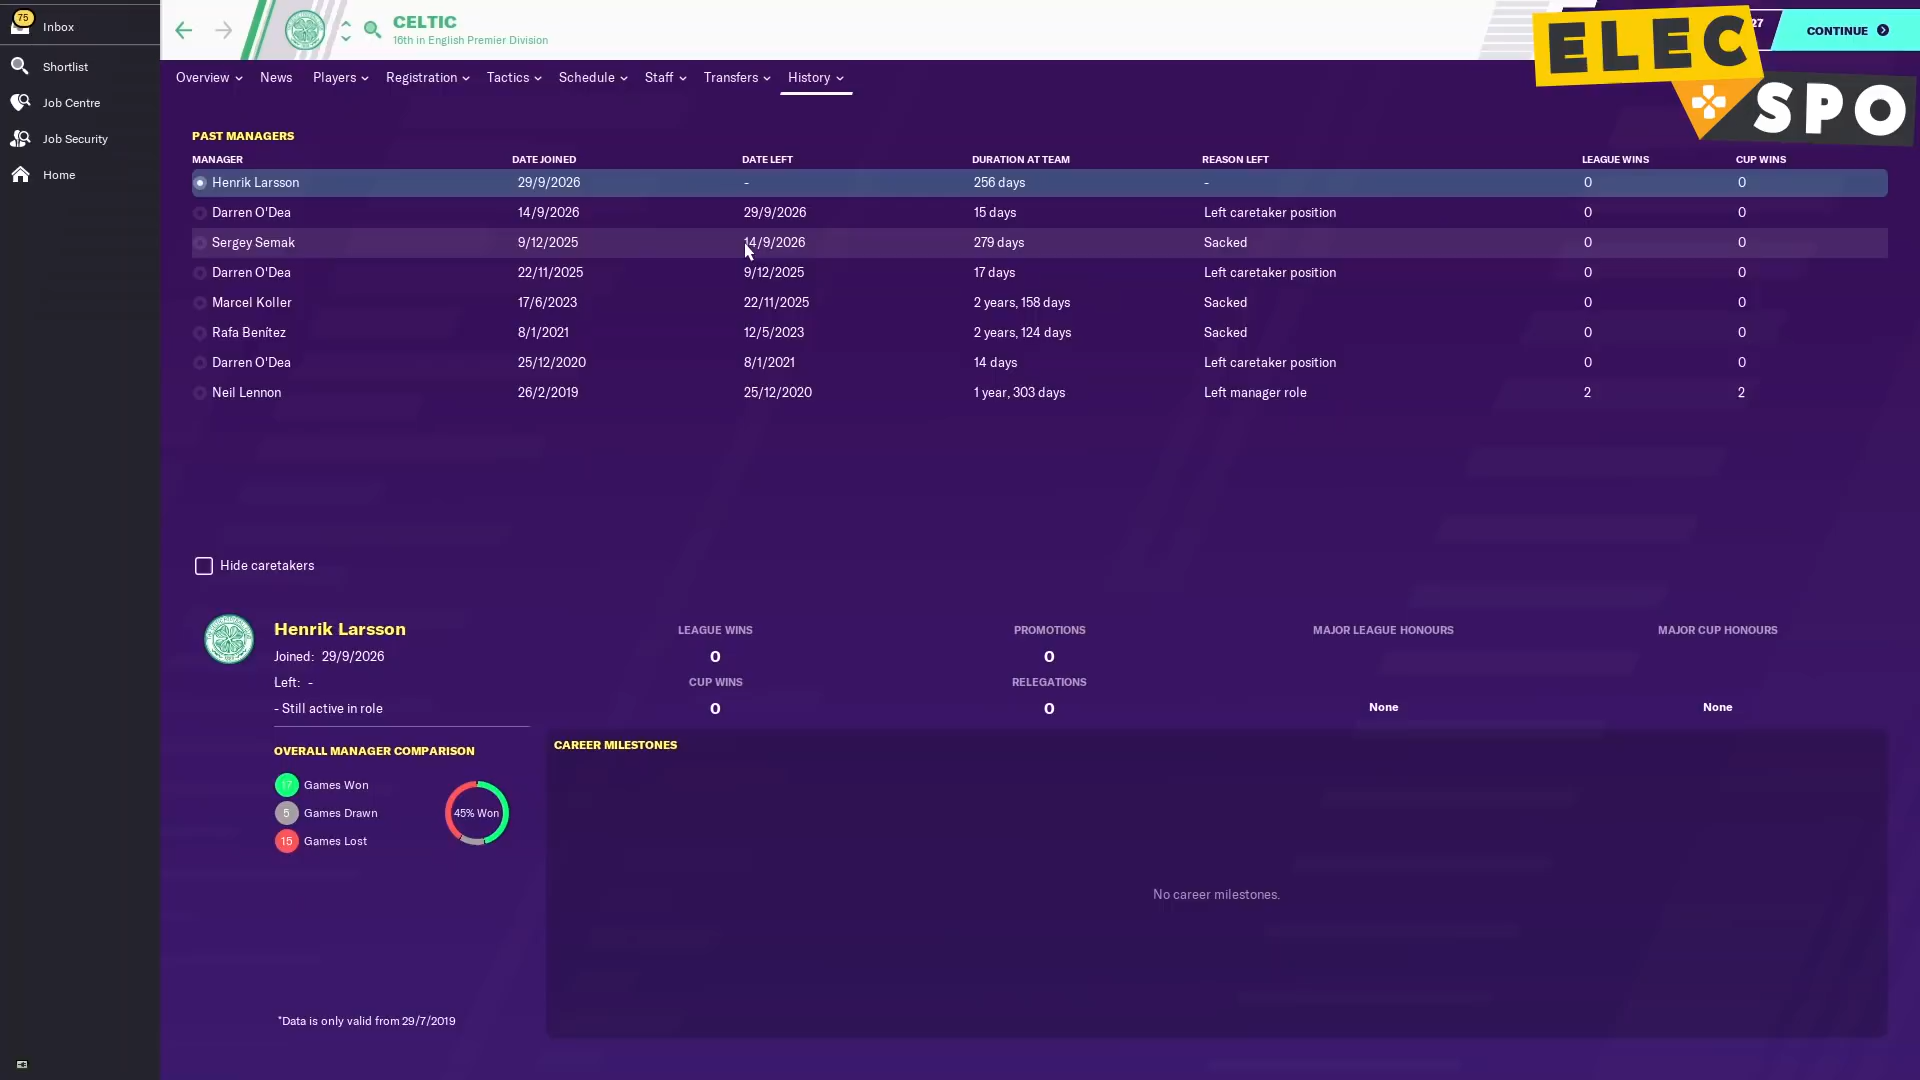 75
Inbox
Shortlist
Job Centre
Job Security
Home
CELTIC
16th in English Premier Division
27
CONTINUE
ELEC
SPO
Overview News Players Registration Tactics Schedule Staff Transfers History
PAST MANAGERS
MANAGER DATE JOINED DATE LEFT DURATION AT TEAM REASON LEFT LEAGUE WINS CUP WINS
Henrik Larsson 29/9/2026 - 256 days - 0 0
Darren O'Dea 14/9/2026 29/9/2026 15 days Left caretaker position 0 0
Sergey Semak 9/12/2025 14/9/2026 279 days Sacked 0 0
Darren O'Dea 22/11/2025 9/12/2025 17 days Left caretaker position 0 0
Marcel Koller 17/6/2023 22/11/2025 2 years, 158 days Sacked 0 0
Rafa Benítez 8/1/2021 12/5/2023 2 years, 124 days Sacked 0 0
Darren O'Dea 25/12/2020 8/1/2021 14 days Left caretaker position 0 0
Neil Lennon 26/2/2019 25/12/2020 1 year, 303 days Left manager role 2 2
Hide caretakers
Henrik Larsson
Joined: 29/9/2026
Left: -
- Still active in role
LEAGUE WINS PROMOTIONS MAJOR LEAGUE HONOURS MAJOR CUP HONOURS
0 0
CUP WINS RELEGATIONS
0 0 None None
OVERALL MANAGER COMPARISON
17 Games Won
5 Games Drawn
15 Games Lost
45% Won
CAREER MILESTONES
No career milestones.
*Data is only valid from 29/7/2019